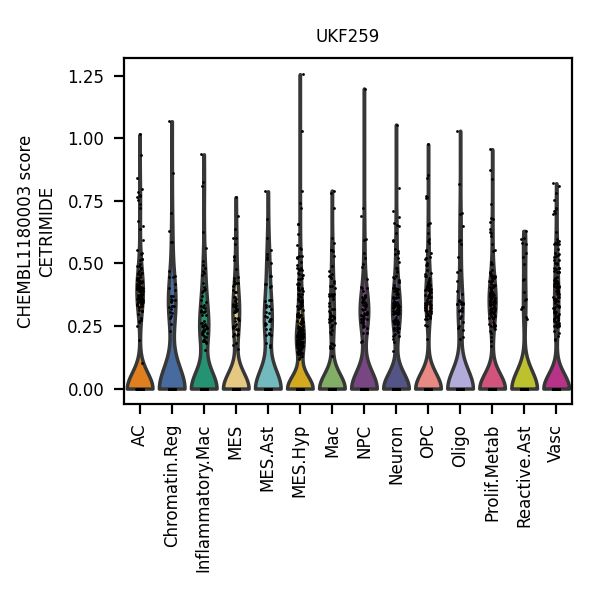 UKF259
CHEMBL1180003 score
CETRIMIDE
1.25
1.00
0.75
0.50
0.25
0.00
AC
Chromatin.Reg
Inflammatory.Mac
MES
MES.Ast
MES.Hyp
Mac
NPC
Neuron
OPC
Oligo
Prolif.Metab
Reactive.Ast
Vasc